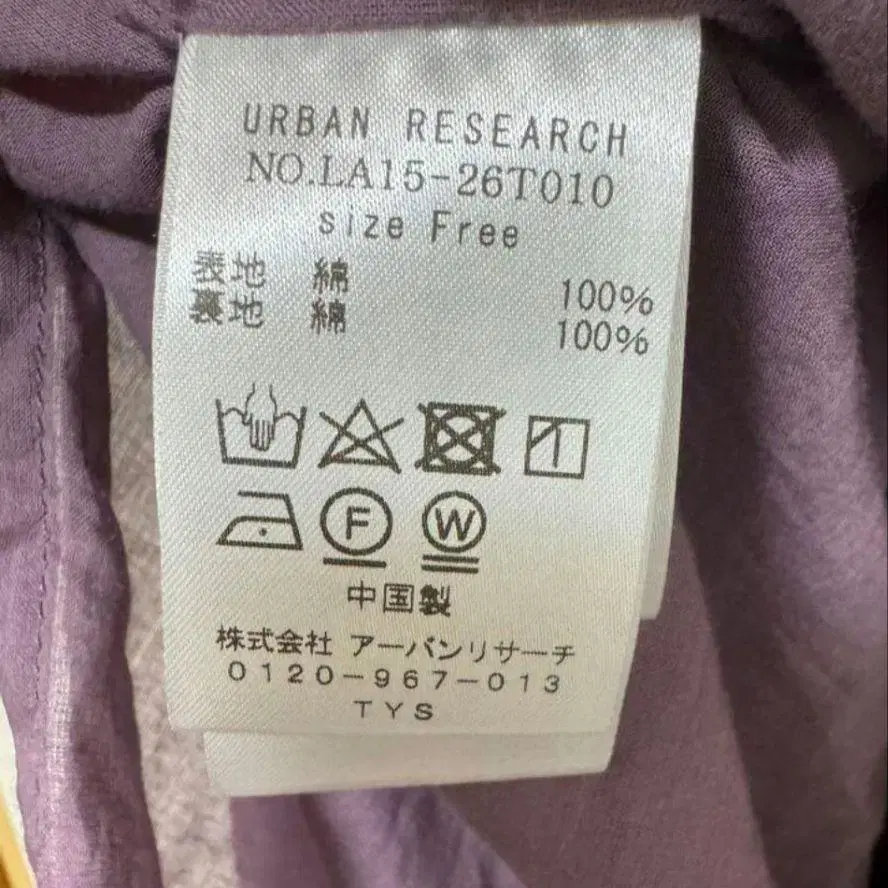 URBAN RESEARCH
NO.LA15-26T010
size Free
表地 綿 100%
裏地 綿 100%
F W
中国製
株式会社 アーバンリサーチ
0120-967-013
TYS